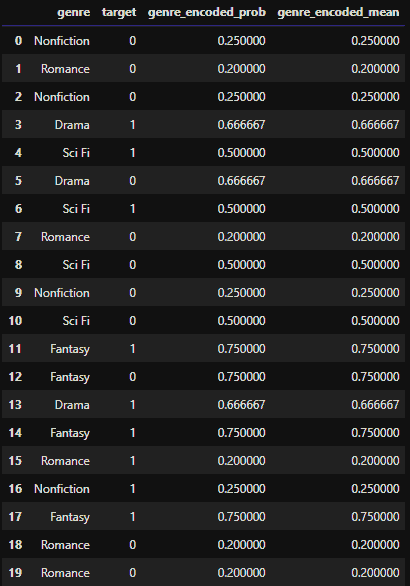 genre target genre_encoded_prob genre_encoded_mean
0 Nonfiction 0 0.250000 0.250000
1 Romance 0 0.200000 0.200000
2 Nonfiction 0 0.250000 0.250000
3 Drama 1 0.666667 0.666667
4 Sci Fi 1 0.500000 0.500000
5 Drama 0 0.666667 0.666667
6 Sci Fi 1 0.500000 0.500000
7 Romance 0 0.200000 0.200000
8 Sci Fi 0 0.500000 0.500000
9 Nonfiction 0 0.250000 0.250000
10 Sci Fi 0 0.500000 0.500000
11 Fantasy 1 0.750000 0.750000
12 Fantasy 0 0.750000 0.750000
13 Drama 1 0.666667 0.666667
14 Fantasy 1 0.750000 0.750000
15 Romance 1 0.200000 0.200000
16 Nonfiction 1 0.250000 0.250000
17 Fantasy 1 0.750000 0.750000
18 Romance 0 0.200000 0.200000
19 Romance 0 0.200000 0.200000